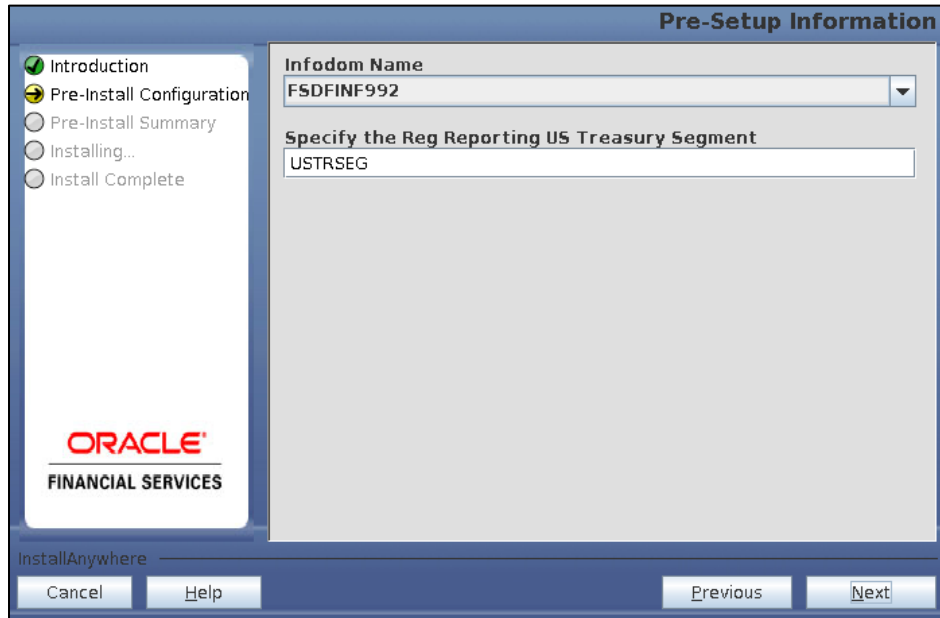 Pre-Setup Information
Introduction
Pre-Install Configuration
Pre-Install Summary
Installing...
Install Complete
ORACLE
FINANCIAL SERVICES
Infodom Name
FSDFINF992
Specify the Reg Reporting US Treasury Segment
USTRSEG
InstallAnywhere
Cancel Help Previous Next